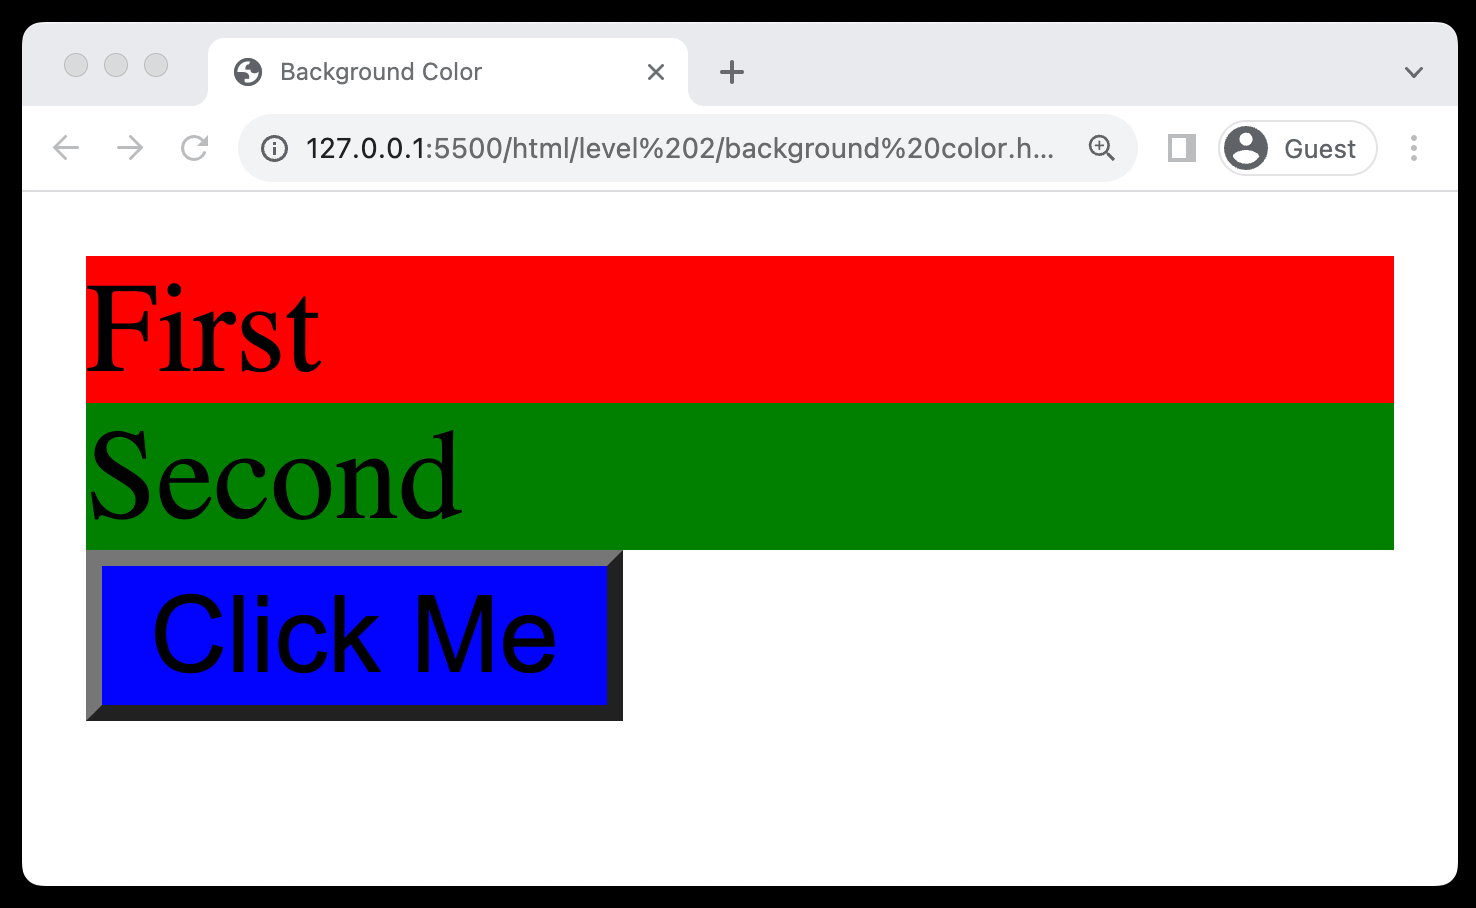 Background Color
127.0.0.1:5500/html/level%202/background%20color.h...
Guest
First
Second
Click Me